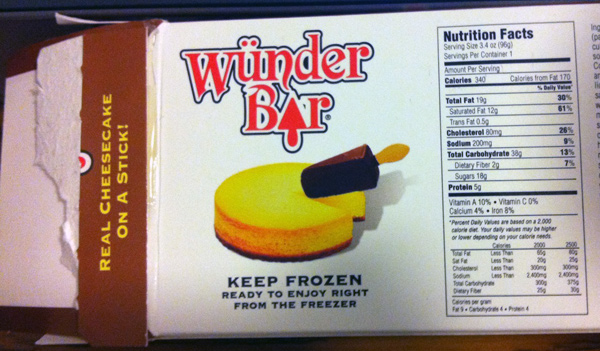 REAL CHEESECAKE
ON A STICK!
Wünder
Bar®
KEEP FROZEN
READY TO ENJOY RIGHT
FROM THE FREEZER
Nutrition Facts
Serving Size 3.4 oz (96g)
Servings Per Container 1
Amount Per Serving
Calories 340 Calories from Fat 170
% Daily Value*
Total Fat 19g 30%
Saturated Fat 12g 61%
Trans Fat 0.5g
Cholesterol 80mg 26%
Sodium 200mg 9%
Total Carbohydrate 38g 13%
Dietary Fiber 2g 7%
Sugars 18g
Protein 5g
Vitamin A 10% • Vitamin C 0%
Calcium 4% • Iron 8%
*Percent Daily Values are based on a 2,000
calorie diet. Your daily values may be higher
or lower depending on your calorie needs.
Calories 2000 2500
Total Fat Less Than 65g 80g
Sat Fat Less Than 20g 25g
Cholesterol Less Than 300mg 300mg
Sodium Less Than 2,400mg 2,400mg
Total Carbohydrate 300g 375g
Dietary Fiber 25g 30g
Calories per gram
Fat 9 • Carbohydrate 4 • Protein 4